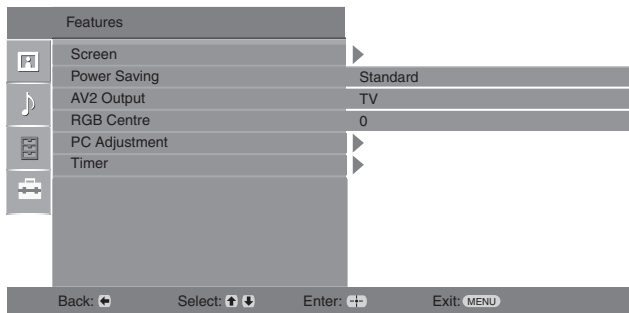 Features
Screen
Power Saving Standard
AV2 Output TV
RGB Centre 0
PC Adjustment
Timer
Back: Select: Enter: Exit: MENU